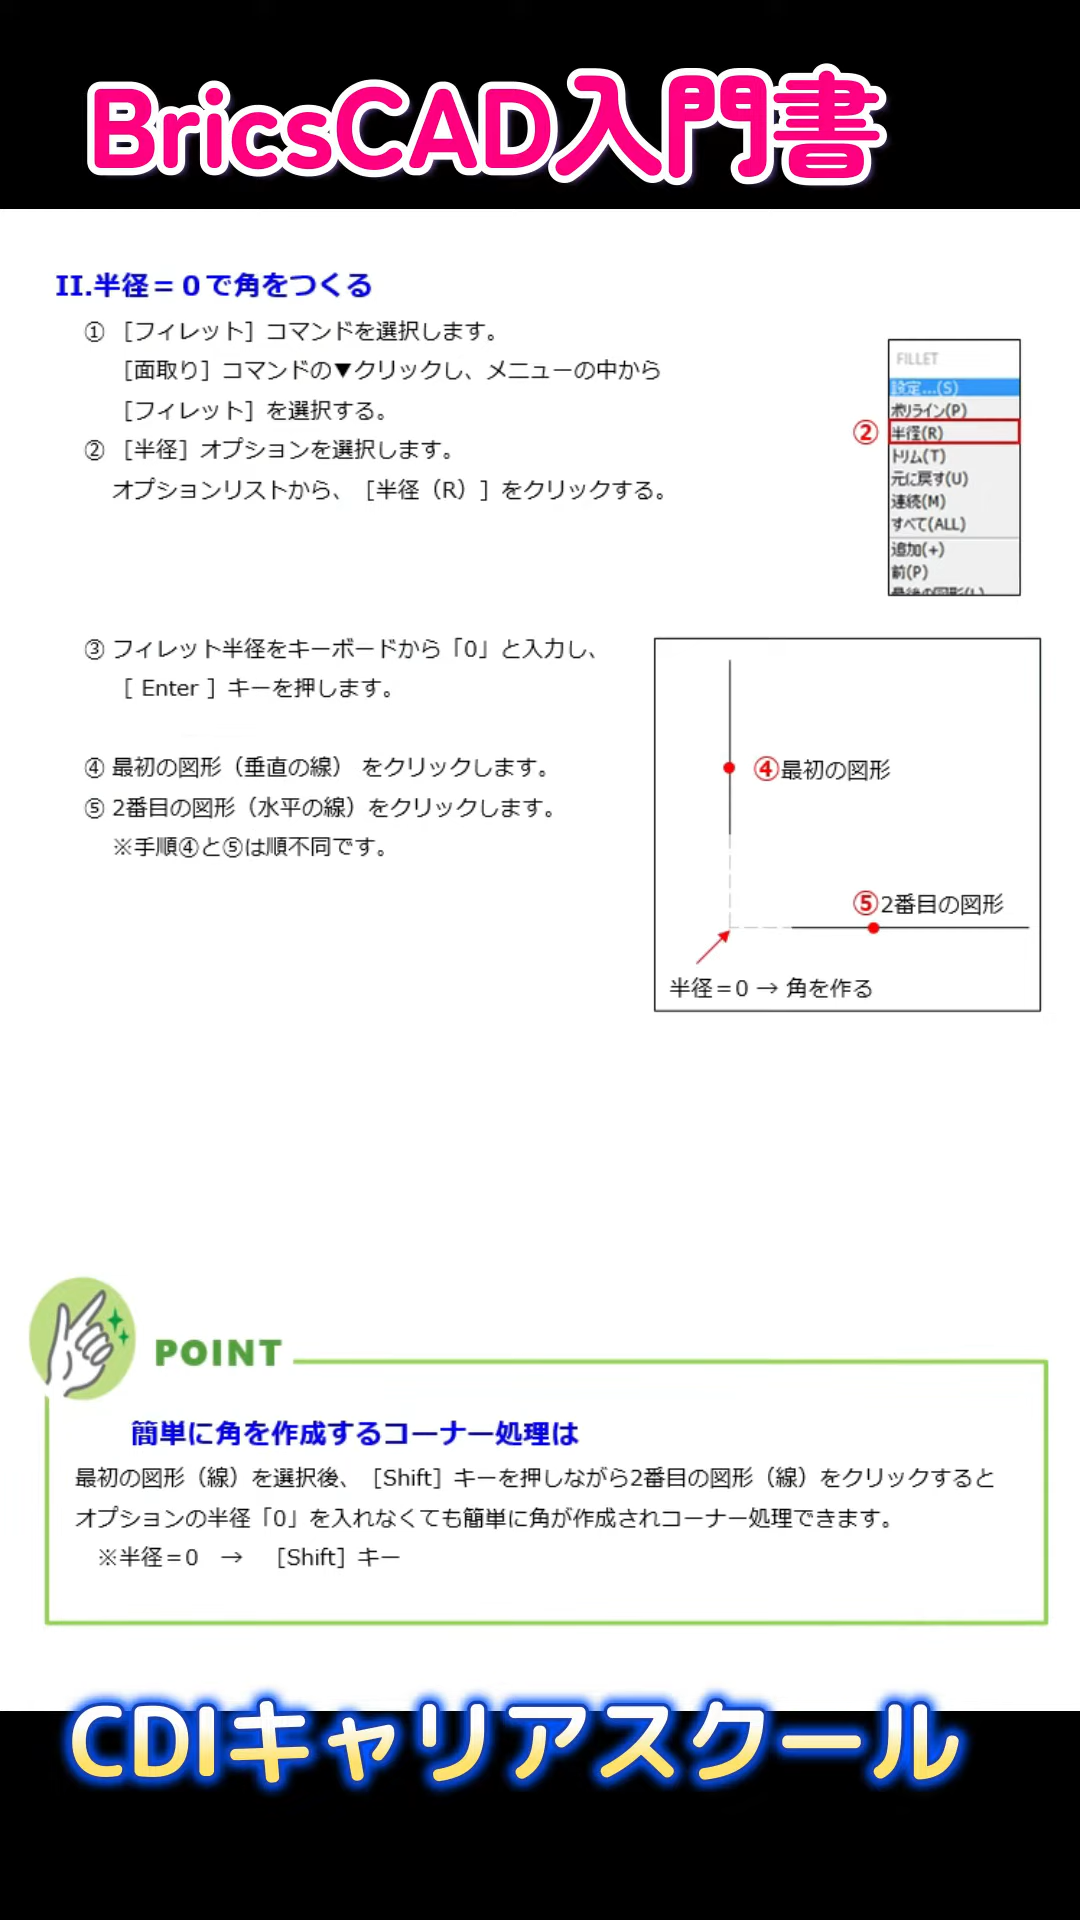 BricsCAD入門書
II.半径＝０で角をつくる
① ［フィレット］コマンドを選択します。
［面取り］コマンドの▼クリックし、メニューの中から
［フィレット］を選択する。
② ［半径］オプションを選択します。
オプションリストから、［半径（R）］をクリックする。
FILLET
設定...(S)
ポリライン(P)
② 半径(R)
トリム(T)
元に戻す(U)
連続(M)
すべて(ALL)
追加(+)
前(P)
③ フィレット半径をキーボードから「0」と入力し、
［ Enter ］キーを押します。
④ 最初の図形（垂直の線） をクリックします。
⑤ 2番目の図形（水平の線）をクリックします。
※手順④と⑤は順不同です。
④最初の図形
⑤2番目の図形
半径＝0 → 角を作る
POINT
簡単に角を作成するコーナー処理は
最初の図形（線）を選択後、［Shift］キーを押しながら2番目の図形（線）をクリックすると
オプションの半径「0」を入れなくても簡単に角が作成されコーナー処理できます。
※半径＝0　→　［Shift］キー
CDIキャリアスクール